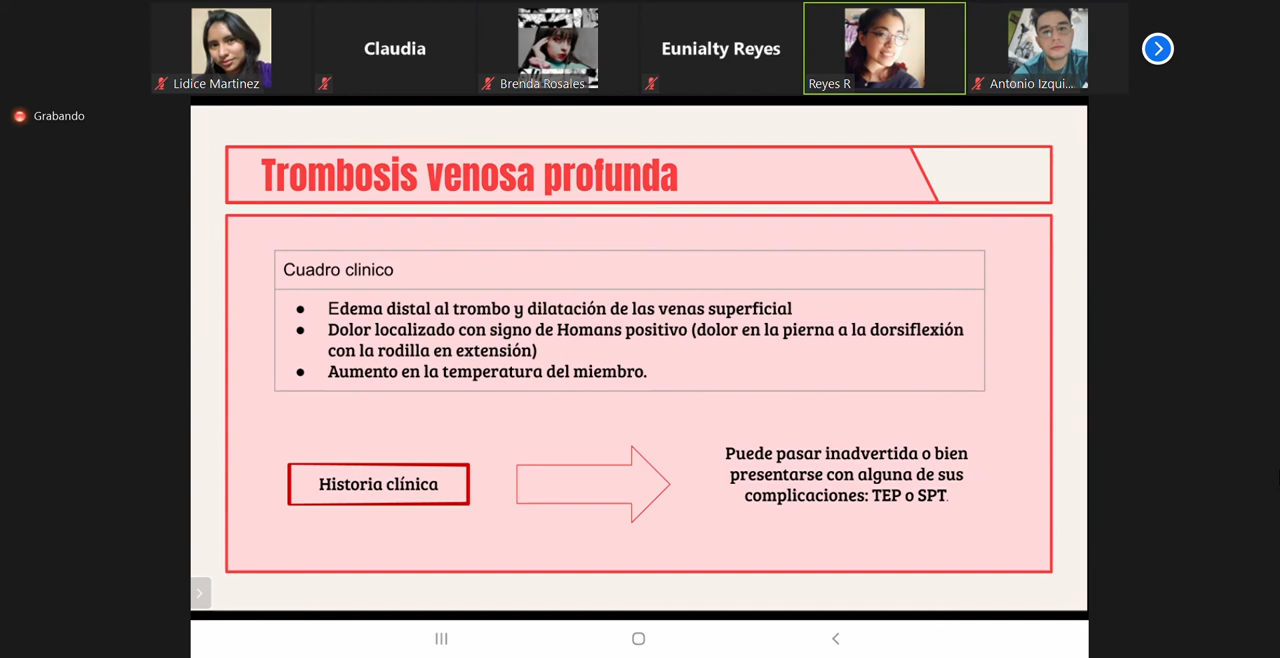 Claudia
Eunialty Reyes
Lidice Martinez
Brenda Rosales
Reyes R
Antonio Izqui...
Grabando
Trombosis venosa profunda
Cuadro clinico
● Edema distal al trombo y dilatación de las venas superficial
● Dolor localizado con signo de Homans positivo (dolor en la pierna a la dorsiflexión
con la rodilla en extensión)
● Aumento en la temperatura del miembro.
Historia clínica
Puede pasar inadvertida o bien
presentarse con alguna de sus
complicaciones: TEP o SPT.